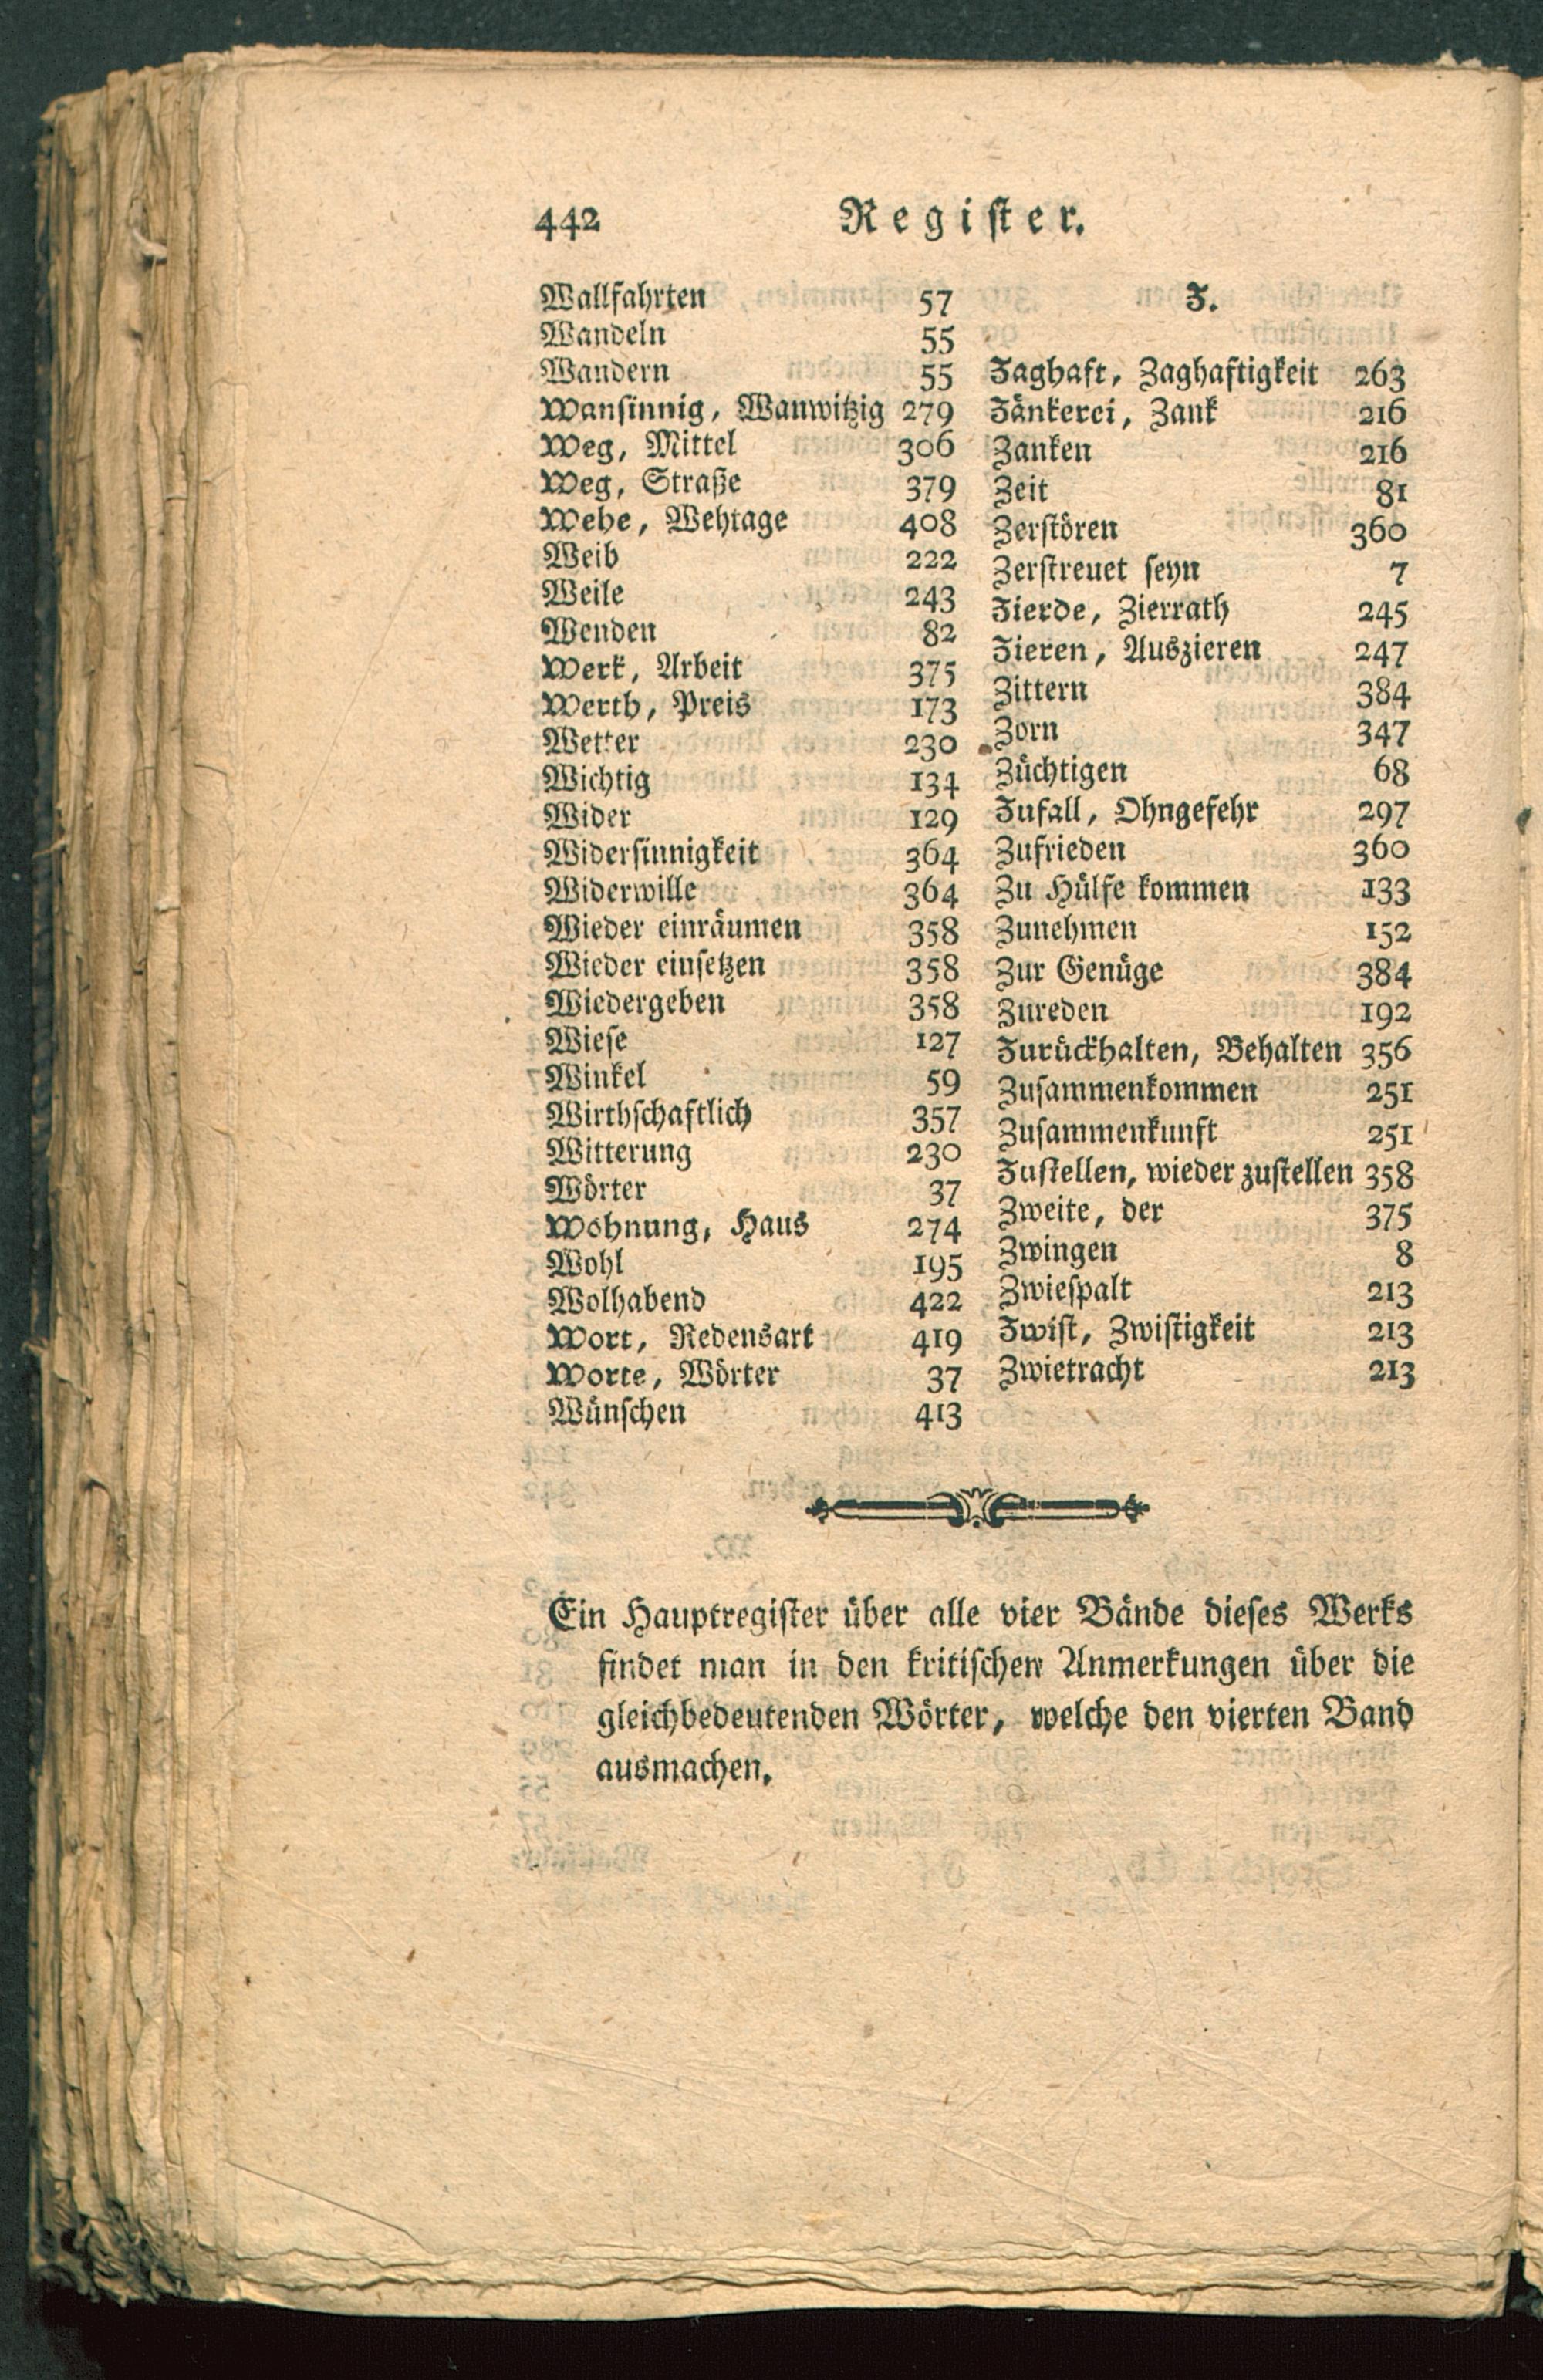 442 Register.
Wallfahrten 57
Wandeln 55
Wandern 55
Wansinnig, Wanwitzig 279
Weg, Mittel 306
Weg, Straße 379
Wehe, Wehtage 408
Weib 222
Weile 243
Wenden 82
Werk, Arbeit 375
Werth, Preis 173
Wetter 230
Wichtig 134
Wider 129
Widersinnigkeit 364
Widerwille 364
Wieder einräumen 358
Wieder einsetzen 358
Wiedergeben 358
Wiese 127
Winkel 59
Wirthschaftlich 357
Witterung 230
Wörter 37
Wohnung, Haus 274
Wohl 195
Wolhabend 422
Wort, Redensart 419
Worte, Wörter 37
Wünschen 413
Z.
Zaghaft, Zaghaftigkeit 263
Zänkerei, Zank 216
Zanken 216
Zeit 81
Zerstören 360
Zerstreuet seyn 7
Zierde, Zierrath 245
Zieren, Auszieren 247
Zittern 384
Zorn 347
Züchtigen 68
Zufall, Ohngefehr 297
Zufrieden 360
Zu Hülfe kommen 133
Zunehmen 152
Zur Genüge 384
Zureden 192
Zurückhalten, Behalten 356
Zusammenkommen 251
Zusammenkunft 251
Zustellen, wieder zustellen 358
Zweite, der 375
Zwingen 8
Zwiespalt 213
Zwist, Zwistigkeit 213
Zwietracht 213
Ein Hauptregister über alle vier Bände dieses Werks
findet man in den kritischen Anmerkungen über die
gleichbedeutenden Wörter, welche den vierten Band
ausmachen.